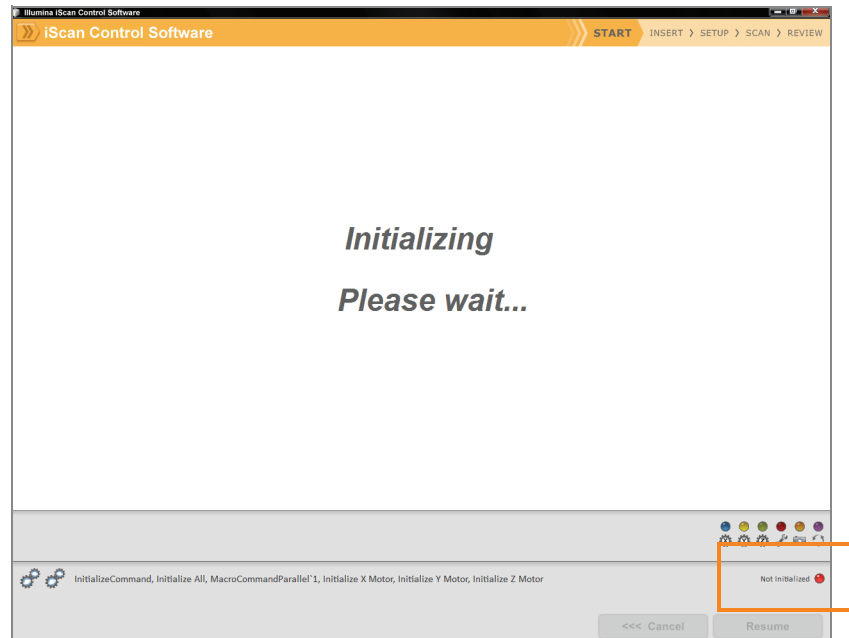 Illumina iScan Control Software
iScan Control Software
START INSERT > SETUP > SCAN > REVIEW
Initializing
Please wait...
X Y Z
InitializeCommand, Initialize All, MacroCommandParallel`1, Initialize X Motor, Initialize Y Motor, Initialize Z Motor
Not Initialized
<<< Cancel Resume